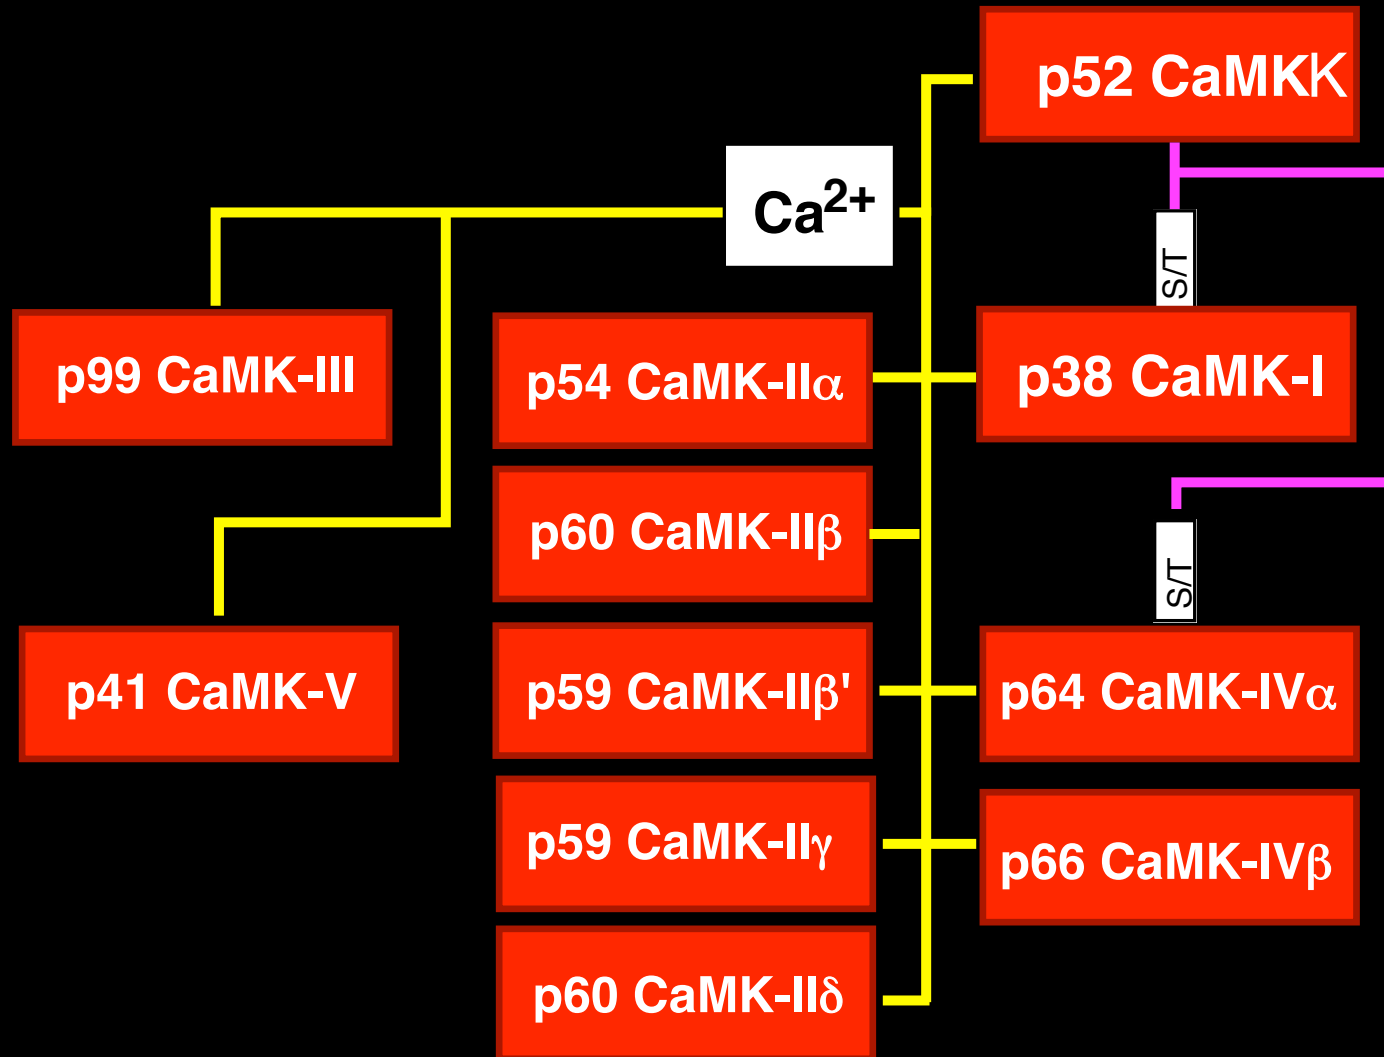 p52 CaMKK
Ca²⁺
S/T
p99 CaMK-III
p54 CaMK-IIα
p38 CaMK-I
p60 CaMK-IIβ
S/T
p41 CaMK-V
p59 CaMK-IIβ'
p64 CaMK-IVα
p59 CaMK-IIγ
p66 CaMK-IVβ
p60 CaMK-IIδ